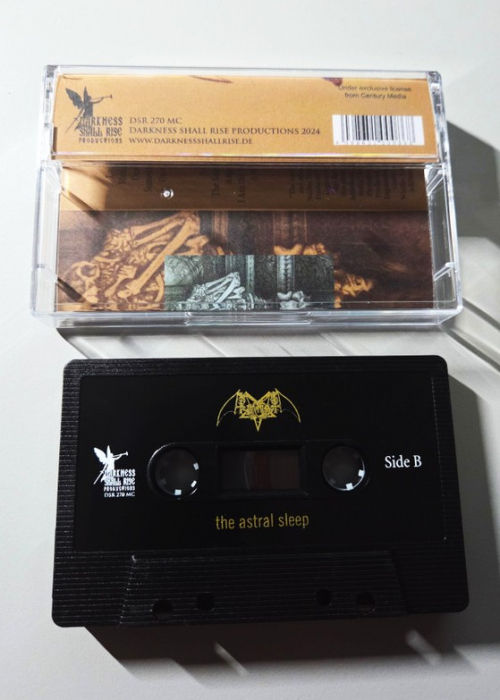 Under exclusive license
from Century Media
DARKNESS
SHALL RISE
PRODUCTIONS
DSR 270 MC
DARKNESS SHALL RISE PRODUCTIONS 2024
WWW.DARKNESSSHALLRISE.DE
DARKNESS
SHALL RISE
PRODUCTIONS
DSR 270 MC
Side B
the astral sleep